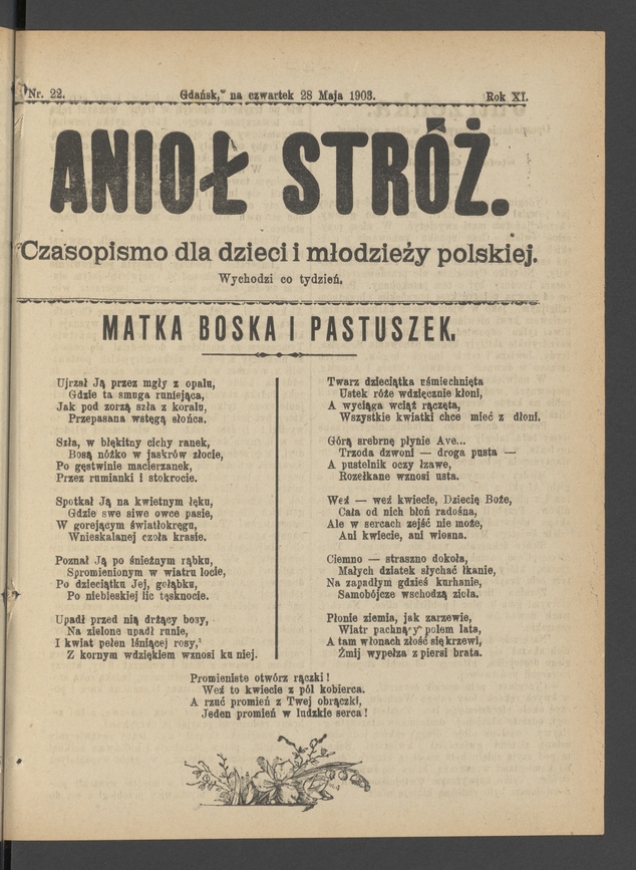 Nr. 22.
Gdańsk, na czwartek 28 Maja 1903.
Rok XI.
ANIOŁ STRÓŻ.
Czasopismo dla dzieci i młodzieży polskiej.
Wychodzi co tydzień.
MATKA BOSKA I PASTUSZEK.
Ujrzał Ją przez mgły z opalu,
Gdzie ta smuga runiejąca,
Jak pod zorzą szła z koralu,
Przepasana wstęgą słońca.
Szła, w błękitny cichy ranek,
Bosą nóżko w jaskrów złocie,
Po gęstwinie macierzanek,
Przez rumianki i stokrocie.
Spotkał Ją na kwietnym łęku,
Gdzie swe siwe owce pasie,
W gorejącym światłokręgu,
Wnieskalanej czoła krasie.
Poznał Ją po śnieżnym rąbku,
Spromienionym w wiatru locie,
Po dzieciątku Jej, gołąbku,
Po niebieskiej lic tęsknocie.
Upadł przed nią drżący bosy,
Na zielone upadł runie,
I kwiat pełen lśniącej rosy,
Z kornym wdziękiem wznosi ku niej.
Twarz dzieciątka uśmiechnięta
Ustek róże wdzięcznie kłoni,
A wyciąga wciąż rączęta,
Wszystkie kwiatki chce mieć z dłoni.
Górą srebrnę płynie Ave...
Trzoda dzwoni — droga pusta —
A pustelnik oczy łzawe,
Rozełkane wznosi usta.
Weź — weź kwiecie, Dziecię Boże,
Cała od nich błoń radośna,
Ale w sercach zejść nie może,
Ani kwiecie, ani wiosna.
Ciemno — straszno dokoła,
Małych dziatek słychać łkanie,
Na zapadłym gdzieś kurhanie,
Samobójcze wschodzą zioła.
Płonie ziemia, jak zarzewie,
Wiatr pachnący polem lata,
A tam włonach złość się krzewi,
Żmij wypełza z piersi brata.
Promieniste otwórz rączki!
Weź to kwiecie z pól kobierca.
A rzuć promień z Twej obrączki,
Jeden promień w ludzkie serca!